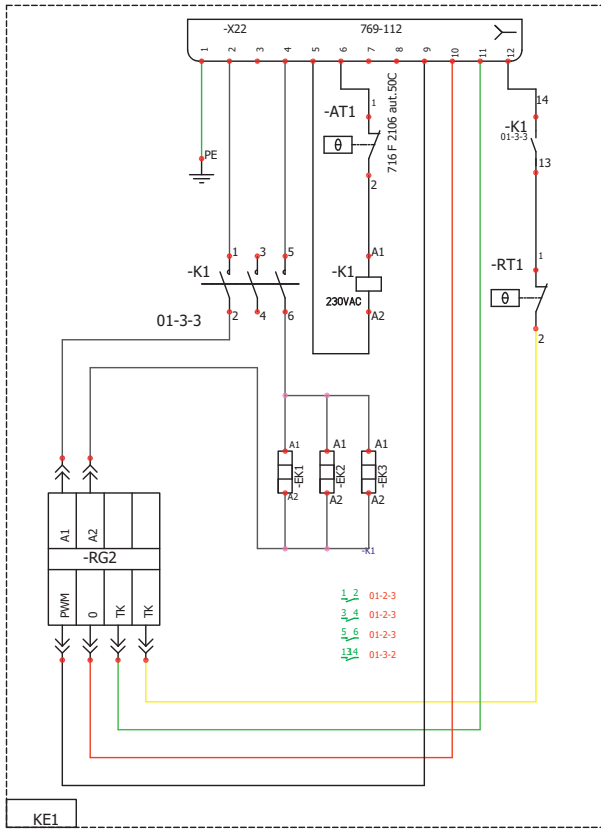 -X22 769-112
1 2 3 4 5 6 7 8 9 10 11 12
PE
-AT1
1
θ
2
716 F 2106 aut.50C
14
-K1
01-3-3
13
-K1
1 3 5
2 4 6
01-3-3
A1
-K1
230VAC
A2
1
-RT1
θ
2
A1 A1 A1
-EK1 -EK2 -EK3
A2 A2 A2
-K1
A1 A2
-RG2
PWM 0 TK TK
1 2 01-2-3
3 4 01-2-3
5 6 01-2-3
1314 01-3-2
KE1